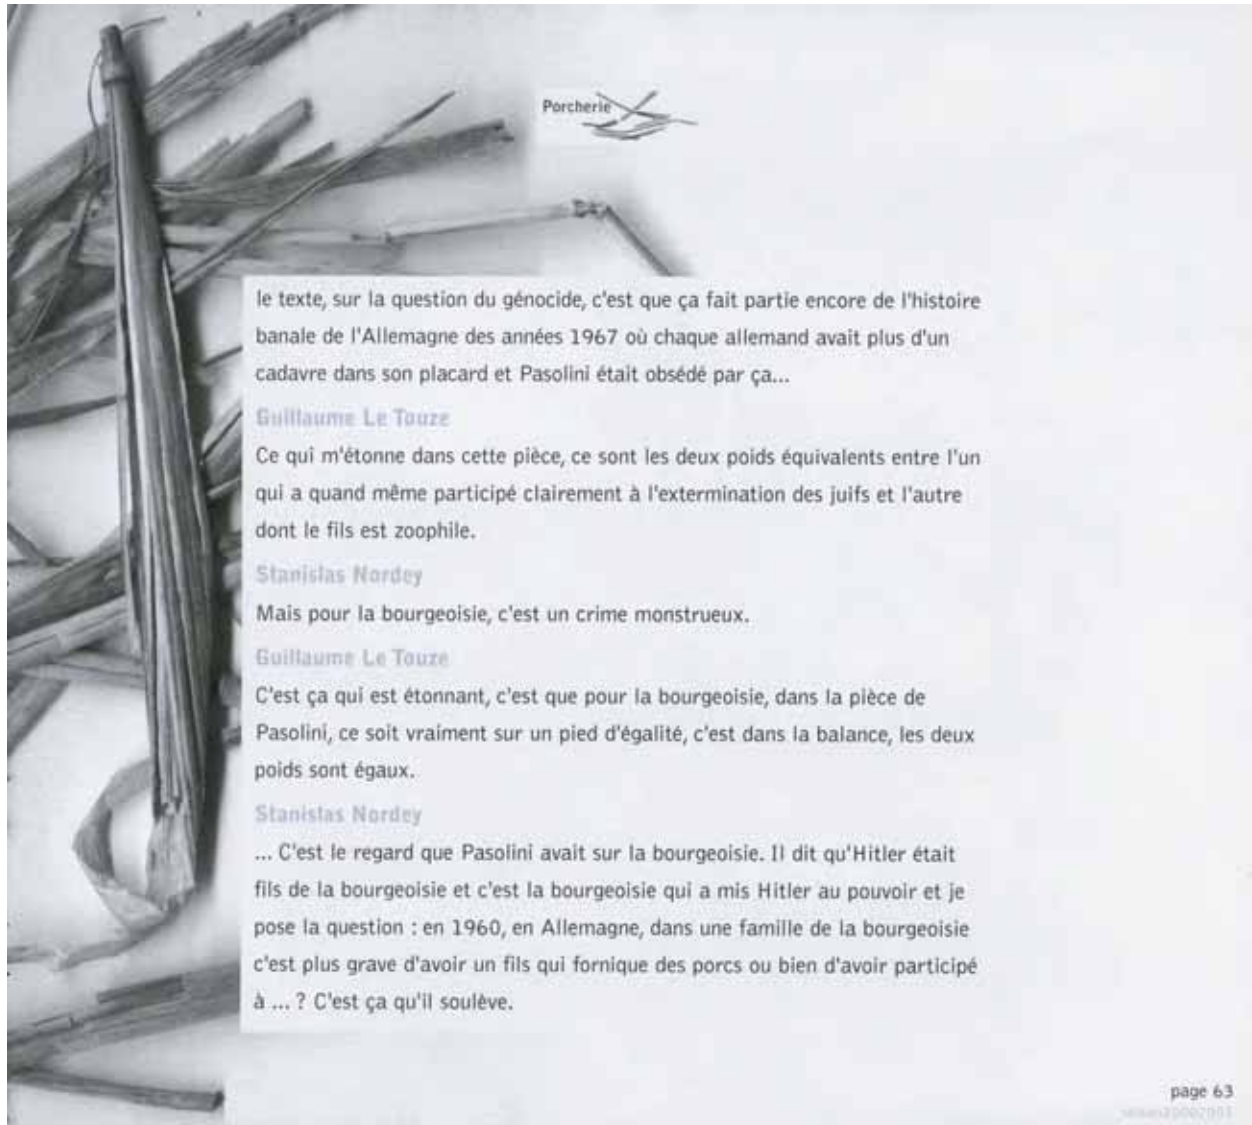 Porcherie
le texte, sur la question du génocide, c'est que ça fait partie encore de l'histoire
banale de l'Allemagne des années 1967 où chaque allemand avait plus d'un
cadavre dans son placard et Pasolini était obsédé par ça...
Guillaume Le Touze
Ce qui m'étonne dans cette pièce, ce sont les deux poids équivalents entre l'un
qui a quand même participé clairement à l'extermination des juifs et l'autre
dont le fils est zoophile.
Stanislas Nordey
Mais pour la bourgeoisie, c'est un crime monstrueux.
Guillaume Le Touze
C'est ça qui est étonnant, c'est que pour la bourgeoisie, dans la pièce de
Pasolini, ce soit vraiment sur un pied d'égalité, c'est dans la balance, les deux
poids sont égaux.
Stanislas Nordey
... C'est le regard que Pasolini avait sur la bourgeoisie. Il dit qu'Hitler était
fils de la bourgeoisie et c'est la bourgeoisie qui a mis Hitler au pouvoir et je
pose la question : en 1960, en Allemagne, dans une famille de la bourgeoisie
c'est plus grave d'avoir un fils qui fornique des porcs ou bien d'avoir participé
à ... ? C'est ça qu'il soulève.
page 63